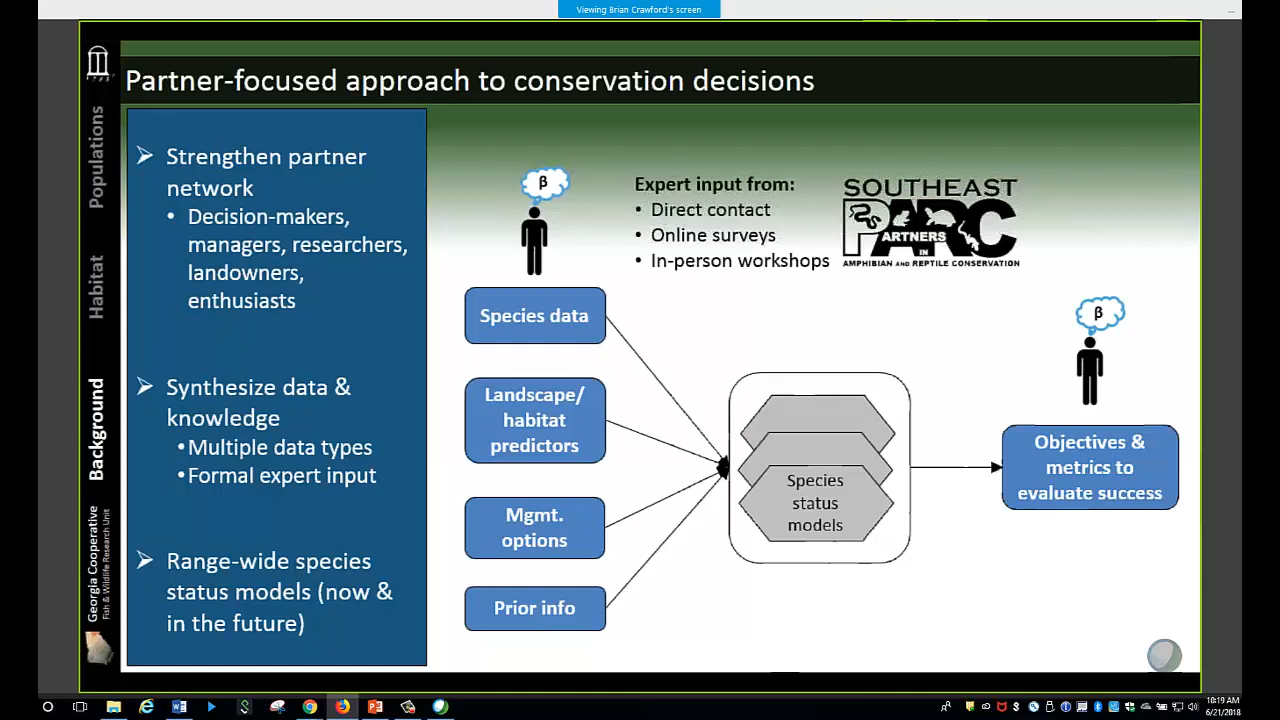 Viewing Brian Crawford's screen
Partner-focused approach to conservation decisions
Populations
Habitat
Background
Georgia Cooperative
Fish & Wildlife Research Unit
➢ Strengthen partner
network
• Decision-makers,
managers, researchers,
landowners,
enthusiasts
➢ Synthesize data &
knowledge
• Multiple data types
• Formal expert input
➢ Range-wide species
status models (now &
in the future)
β
Expert input from:
• Direct contact
• Online surveys
• In-person workshops
SOUTHEAST
PARC
PARTNERS
IN
AMPHIBIAN AND REPTILE CONSERVATION
Species data
Landscape/
habitat
predictors
Mgmt.
options
Prior info
Species
status
models
β
Objectives &
metrics to
evaluate success
10:19 AM
6/21/2018